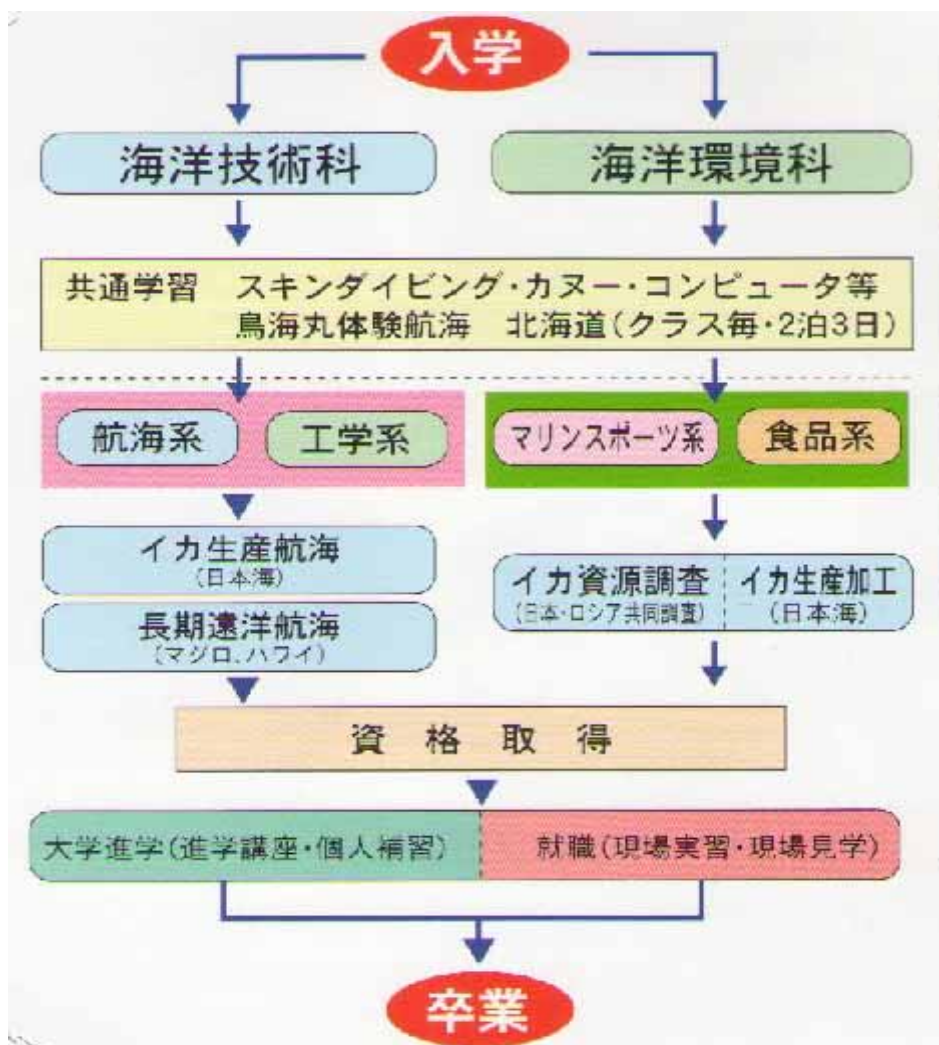 入学
海洋技術科
海洋環境科
共通学習 スキンダイビング・カヌー・コンピュータ等
鳥海丸体験航海 北海道(クラス毎・2泊3日)
航海系
工学系
マリンスポーツ系
食品系
イカ生産航海
(日本海)
長期遠洋航海
(マグロ、ハワイ)
イカ資源調査
(日本・ロシア共同調査)
イカ生産加工
(日本海)
資格取得
大学進学(進学講座・個人補習)
就職(現場実習・現場見学)
卒業